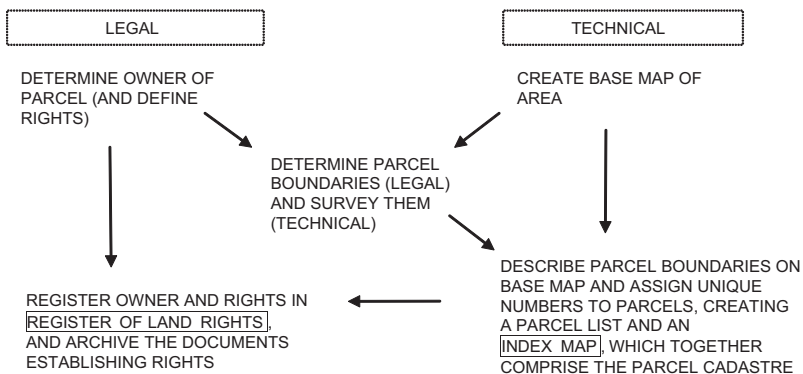 LEGAL
TECHNICAL
DETERMINE OWNER OF
PARCEL (AND DEFINE
RIGHTS)
CREATE BASE MAP OF
AREA
DETERMINE PARCEL
BOUNDARIES (LEGAL)
AND SURVEY THEM
(TECHNICAL)
REGISTER OWNER AND RIGHTS IN
REGISTER OF LAND RIGHTS,
AND ARCHIVE THE DOCUMENTS
ESTABLISHING RIGHTS
DESCRIBE PARCEL BOUNDARIES ON
BASE MAP AND ASSIGN UNIQUE
NUMBERS TO PARCELS, CREATING
A PARCEL LIST AND AN
INDEX MAP, WHICH TOGETHER
COMPRISE THE PARCEL CADASTRE